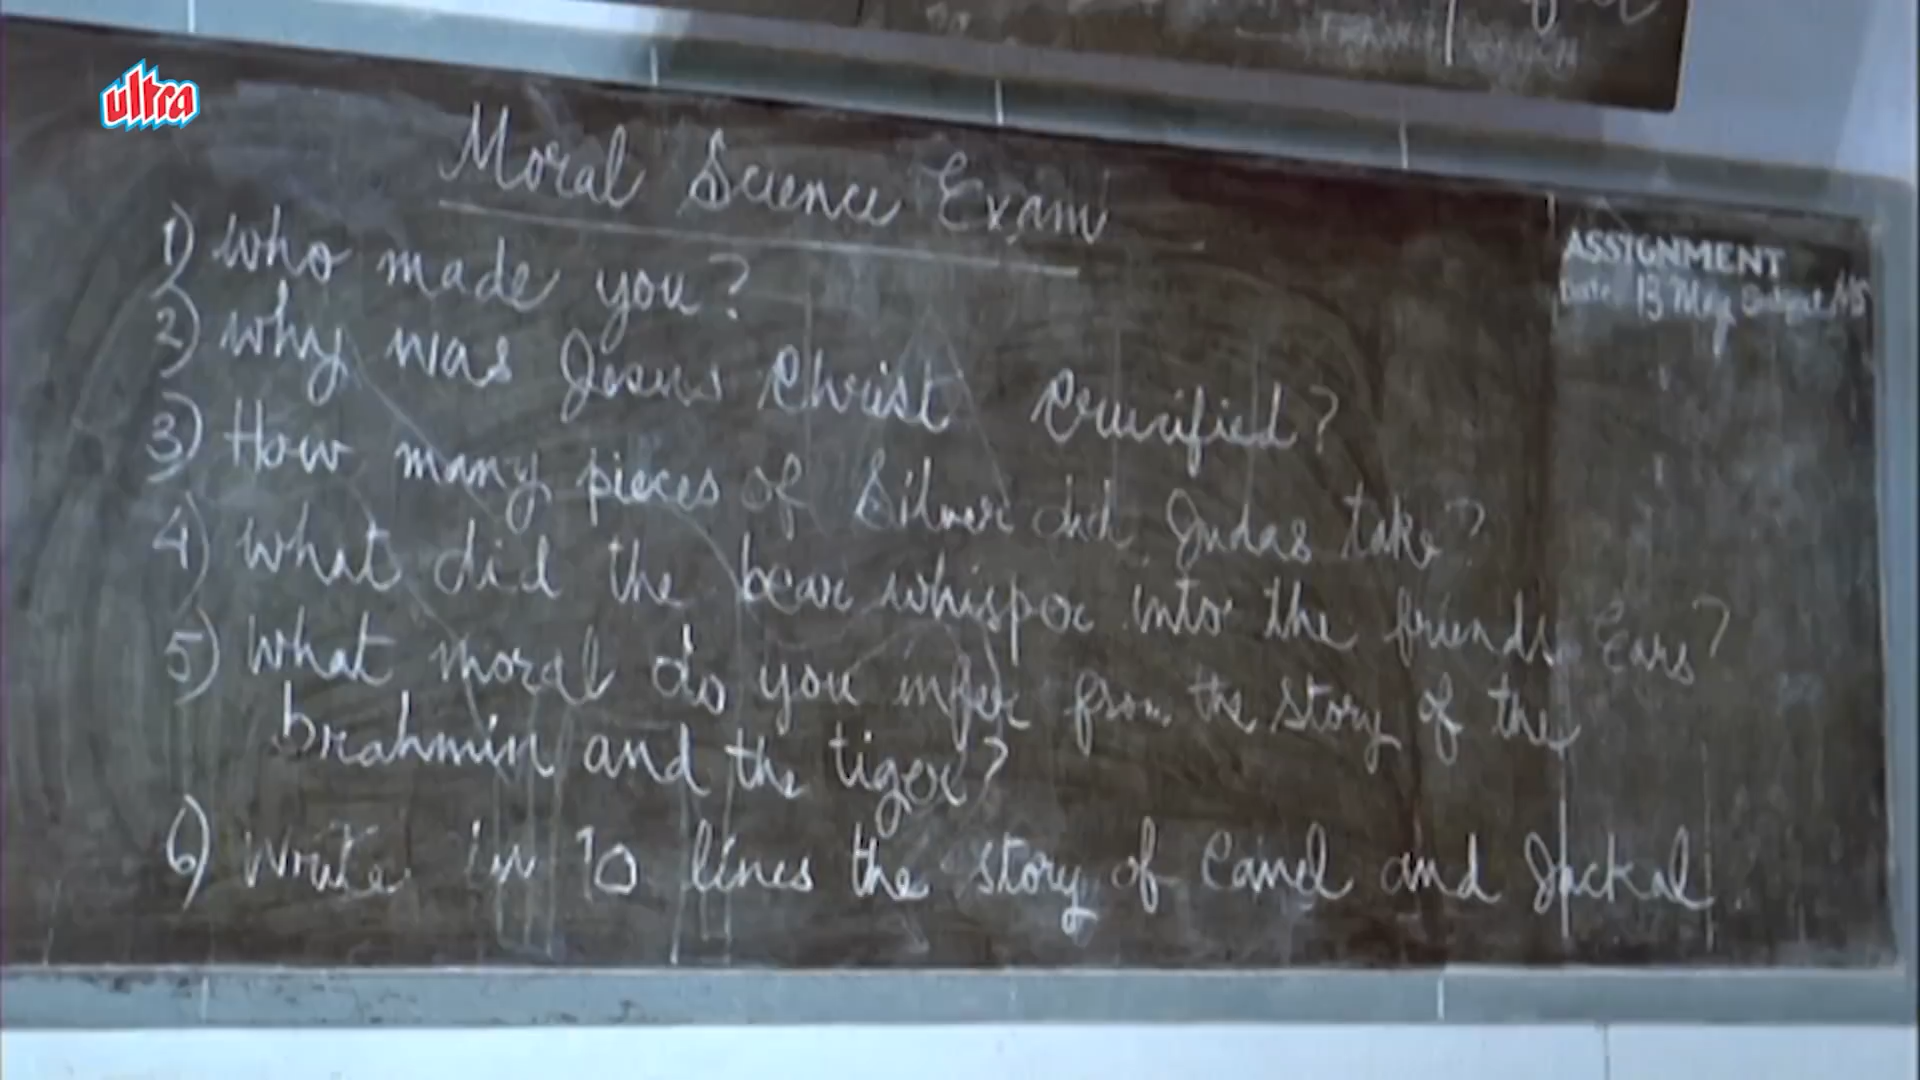 ultra
Moral Science Exam
1) Who made you?
2) Why was Jesus Christ Crucified?
3) How many pieces of Silver did Judas take?
4) What did the bear whisper into the friends Ears?
5) What moral do you infer from the story of the
brahmin and the tiger?
6) Write in 10 lines the story of Camel and Jackal
ASSIGNMENT
Date 13 May Subject